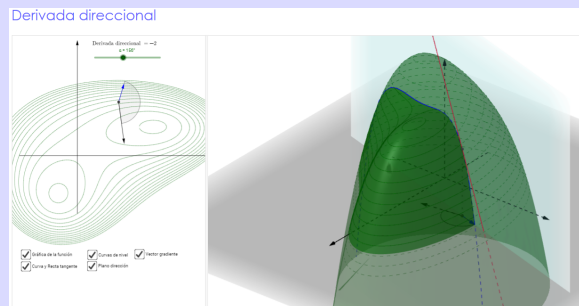 Derivada direccional
Derivada direccional = −2
α = 166°
Gráfica de la función
Curvas de nivel
Vector gradiente
Curva y Recta tangente
Plano dirección